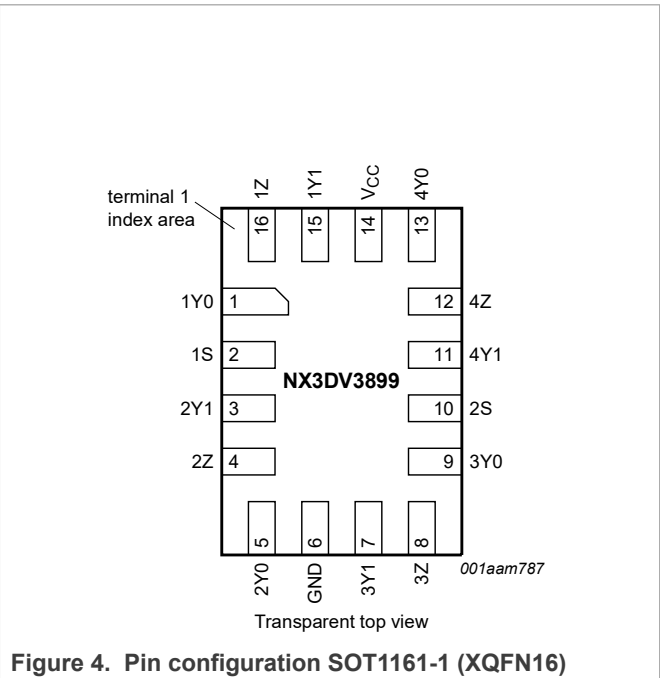 1Z
1Y1
VCC
4Y0
terminal 1
index area
16
15
14
13
1Y0
1
12
4Z
1S
2
11
4Y1
NX3DV3899
2Y1
3
10
2S
2Z
4
9
3Y0
5
6
7
8
2Y0
GND
3Y1
3Z
001aam787
Transparent top view
Figure 4. Pin configuration SOT1161-1 (XQFN16)